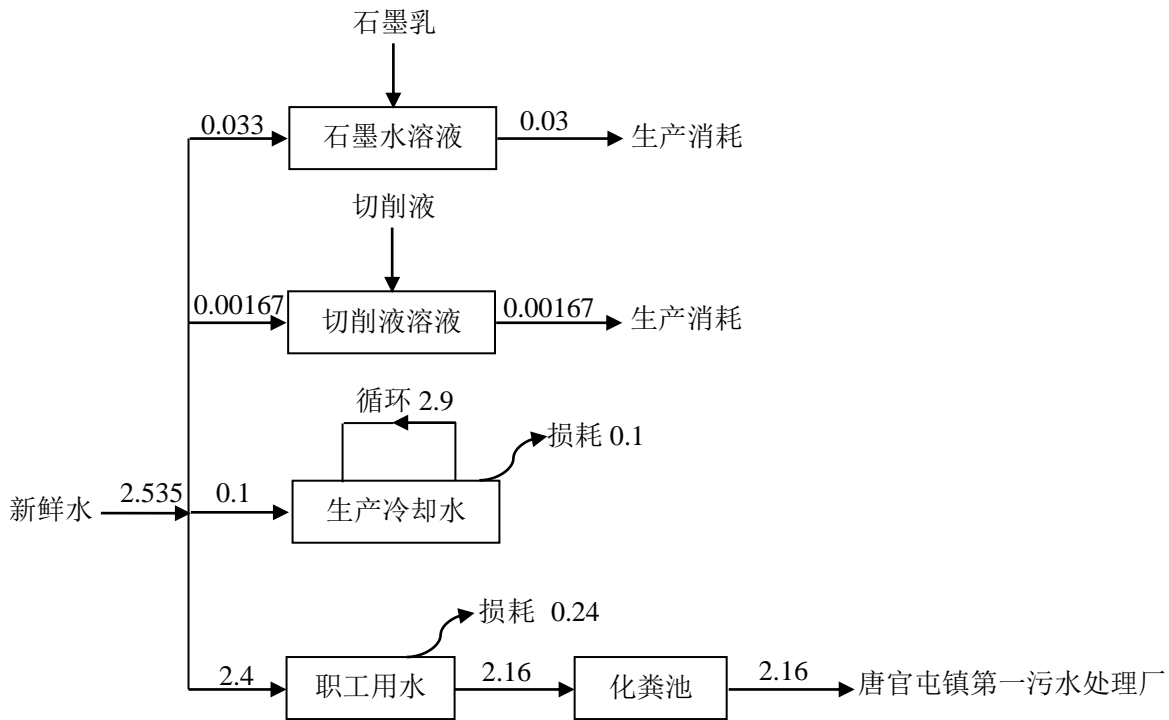 石墨乳
0.033
石墨水溶液
0.03
生产消耗
切削液
0.00167
切削液溶液
0.00167
生产消耗
循环 2.9
损耗 0.1
新鲜水
2.535
0.1
生产冷却水
损耗 0.24
2.4
职工用水
2.16
化粪池
2.16
唐官屯镇第一污水处理厂